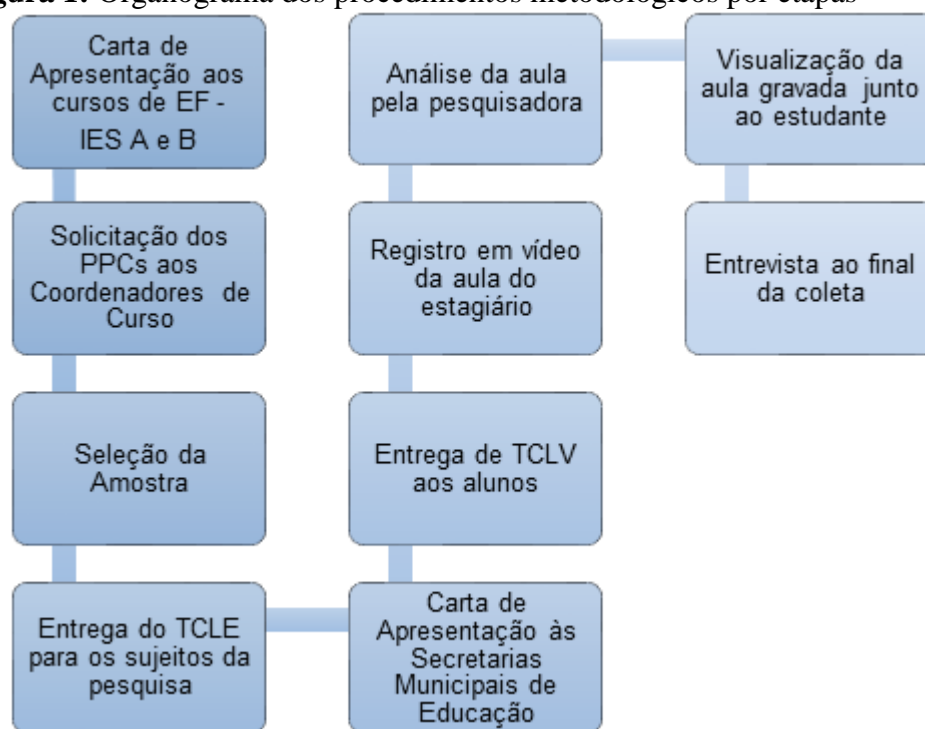 gura 1. Organograma dos procedimentos metodológicos por etapas
Carta de
Apresentação aos
cursos de EF -
IES A e B
Solicitação dos
PPCs aos
Coordenadores de
Curso
Seleção da
Amostra
Entrega do TCLE
para os sujeitos da
pesquisa
Carta de
Apresentação às
Secretarias
Municipais de
Educação
Entrega de TCLV
aos alunos
Registro em vídeo
da aula do
estagiário
Análise da aula
pela pesquisadora
Visualização da
aula gravada junto
ao estudante
Entrevista ao final
da coleta